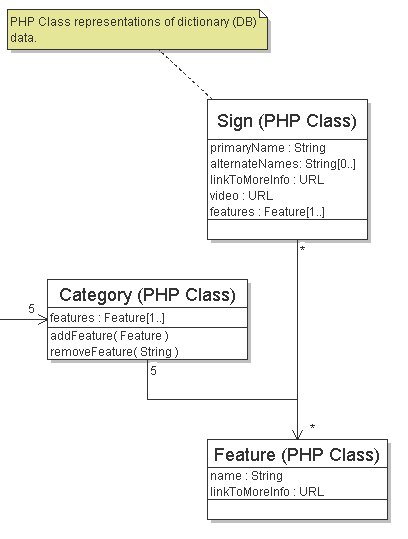 PHP Class representations of dictionary (DB)
data.
Sign (PHP Class)
primaryName : String
alternateNames: String[0..]
linkToMoreInfo : URL
video : URL
features : Feature[1..]
*
5
Category (PHP Class)
features : Feature[1..]
addFeature( Feature )
removeFeature( String )
5
*
Feature (PHP Class)
name : String
linkToMoreInfo : URL